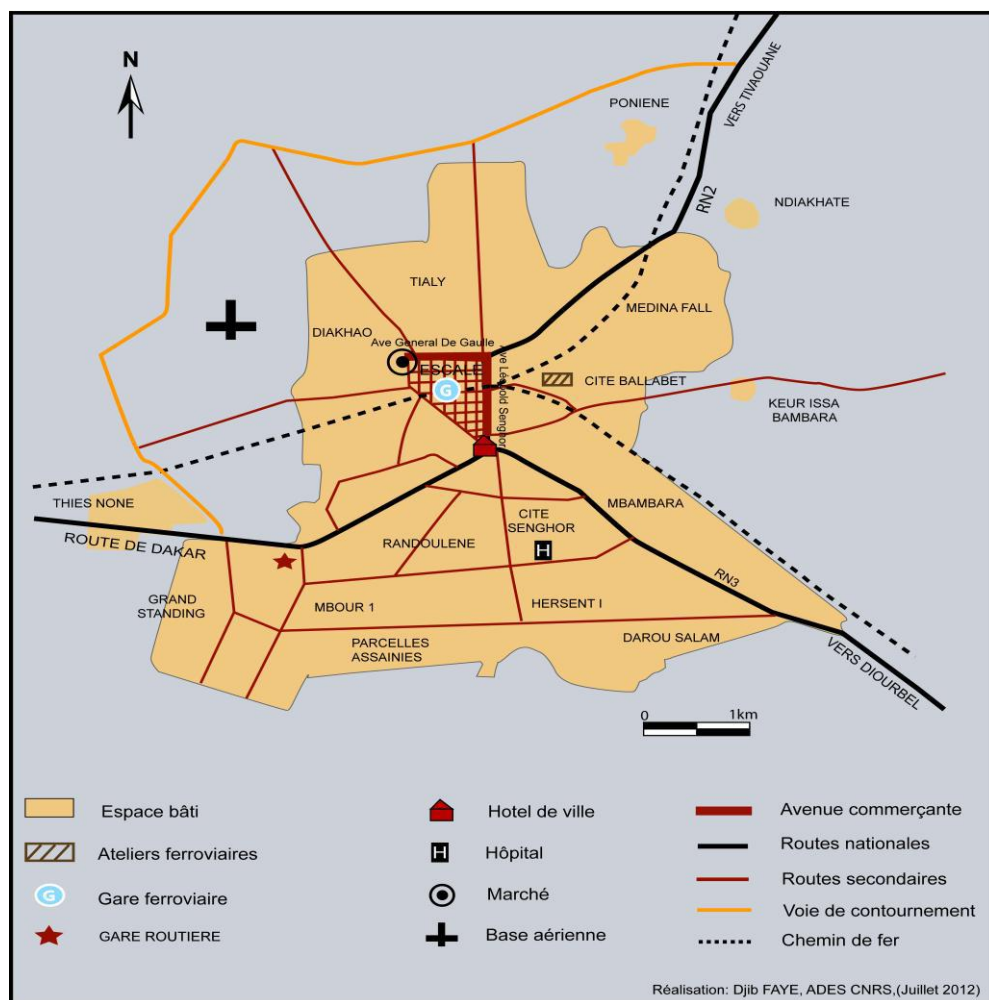 N
PONIENE
VERS TIVAOUANE
RN2
NDIAKHATE
TIALY
MEDINA FALL
DIAKHAO
Ave General De Gaulle
ESCALE
Ave Léopold Senghor
G
CITE BALLABET
KEUR ISSA
BAMBARA
THIES NONE
ROUTE DE DAKAR
MBAMBARA
CITE
SENGHOR
RANDOULENE
H
RN3
GRAND
STANDING
MBOUR 1
HERSENT I
PARCELLES
ASSAINIES
DAROU SALAM
VERS DIOURBEL
0 1km
Espace bâti
Ateliers ferroviaires
G Gare ferroviaire
GARE ROUTIERE
Hotel de ville
H Hôpital
Marché
Base aérienne
Avenue commerçante
Routes nationales
Routes secondaires
Voie de contournement
Chemin de fer
Réalisation: Djib FAYE, ADES CNRS,(Juillet 2012)